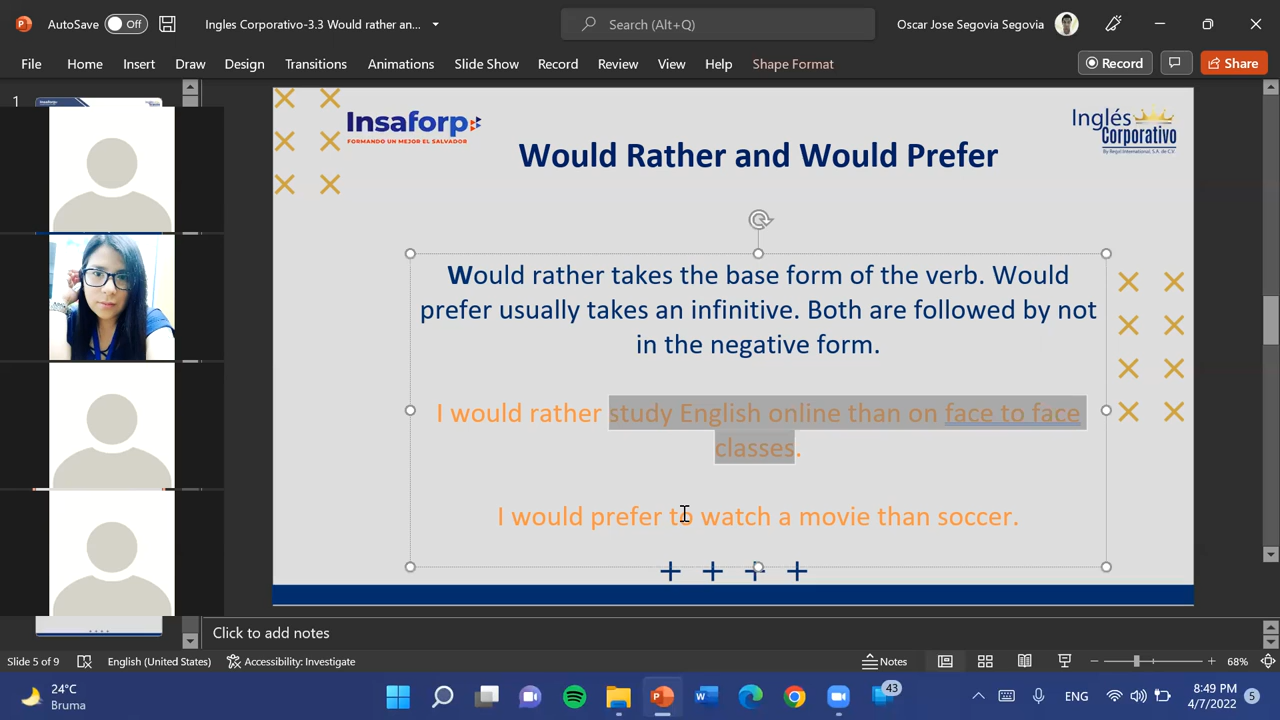 AutoSave Off Ingles Corporativo-3.3 Would rather an... Search (Alt+Q) Oscar Jose Segovia Segovia
File Home Insert Draw Design Transitions Animations Slide Show Record Review View Help Shape Format Record Share
1
Insaforp
FORMANDO UN MEJOR EL SALVADOR
Inglés
Corporativo
By Regal International, S.A. de C.V.
Would Rather and Would Prefer
Would rather takes the base form of the verb. Would
prefer usually takes an infinitive. Both are followed by not
in the negative form.
I would rather study English online than on face to face
classes.
I would prefer to watch a movie than soccer.
Click to add notes
Slide 5 of 9 English (United States) Accessibility: Investigate Notes 68%
24°C
Bruma
43
ENG
8:49 PM
4/7/2022
5